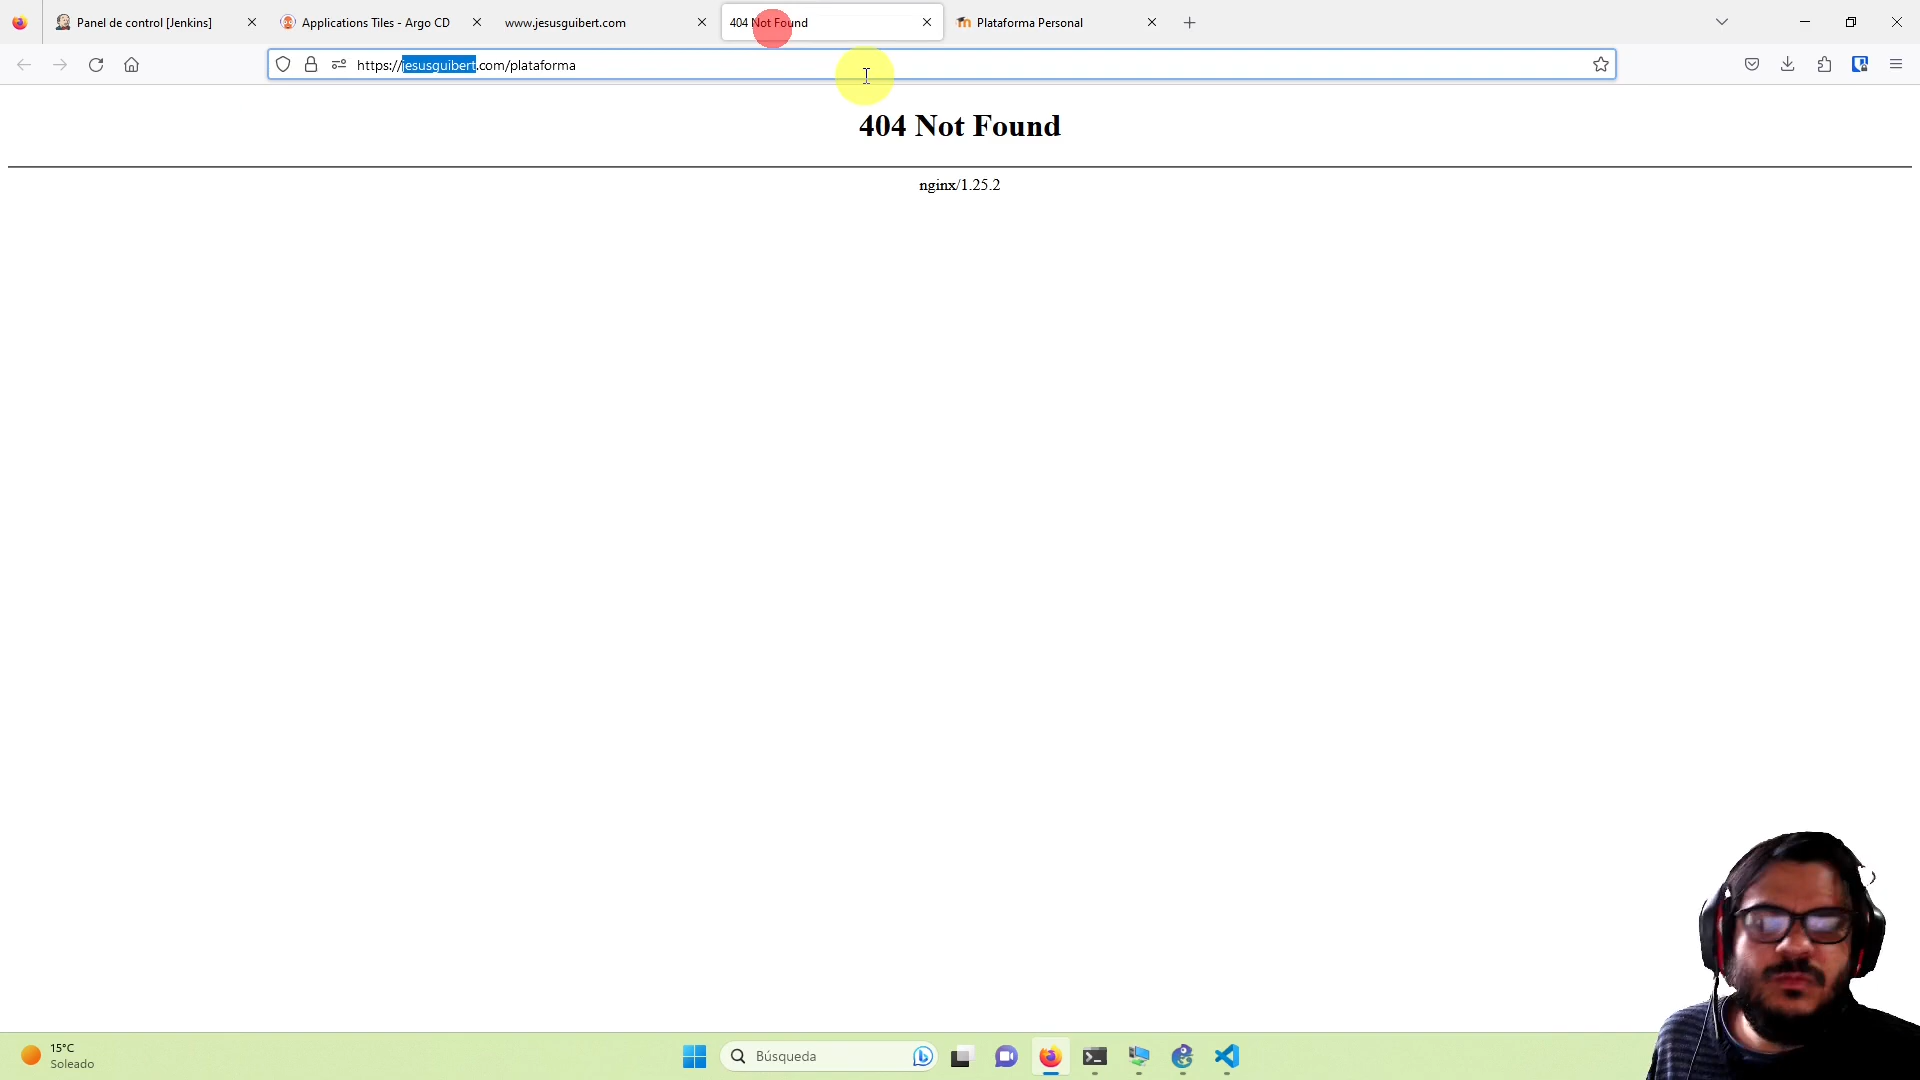 Panel de control [Jenkins]
Applications Tiles - Argo CD
www.jesusguibert.com
404 Not Found
Plataforma Personal
https://jesusguibert.com/plataforma
404 Not Found
nginx/1.25.2
15°C
Soleado
Búsqueda